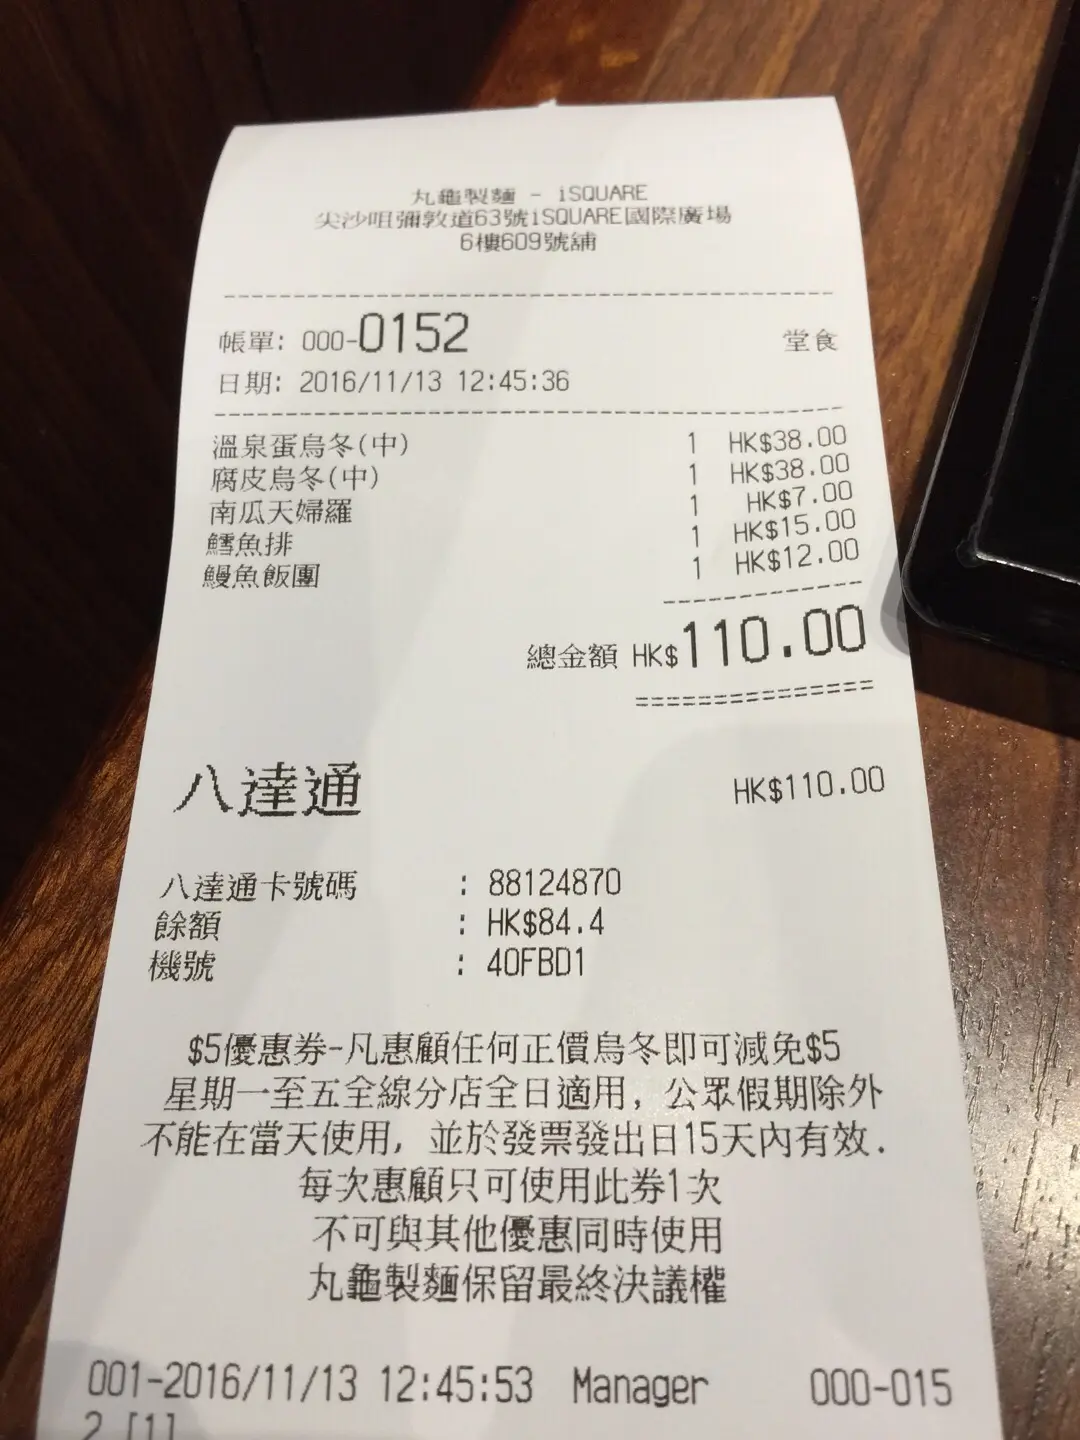 丸龜製麵 - iSQUARE
尖沙咀彌敦道63號iSQUARE國際廣場
6樓609號舖
帳單: 000-0152 堂食
日期: 2016/11/13 12:45:36
溫泉蛋烏冬(中) 1 HK$38.00
腐皮烏冬(中) 1 HK$38.00
南瓜天婦羅 1 HK$7.00
鱈魚排 1 HK$15.00
鰻魚飯團 1 HK$12.00
總金額 HK$110.00
八達通 HK$110.00
八達通卡號碼 : 88124870
餘額 : HK$84.4
機號 : 40FBD1
$5優惠券-凡惠顧任何正價烏冬即可減免$5
星期一至五全線分店全日適用, 公眾假期除外
不能在當天使用, 並於發票發出日15天內有效.
每次惠顧只可使用此券1次
不可與其他優惠同時使用
丸龜製麵保留最終決議權
001-2016/11/13 12:45:53 Manager 000-015
2 [1]